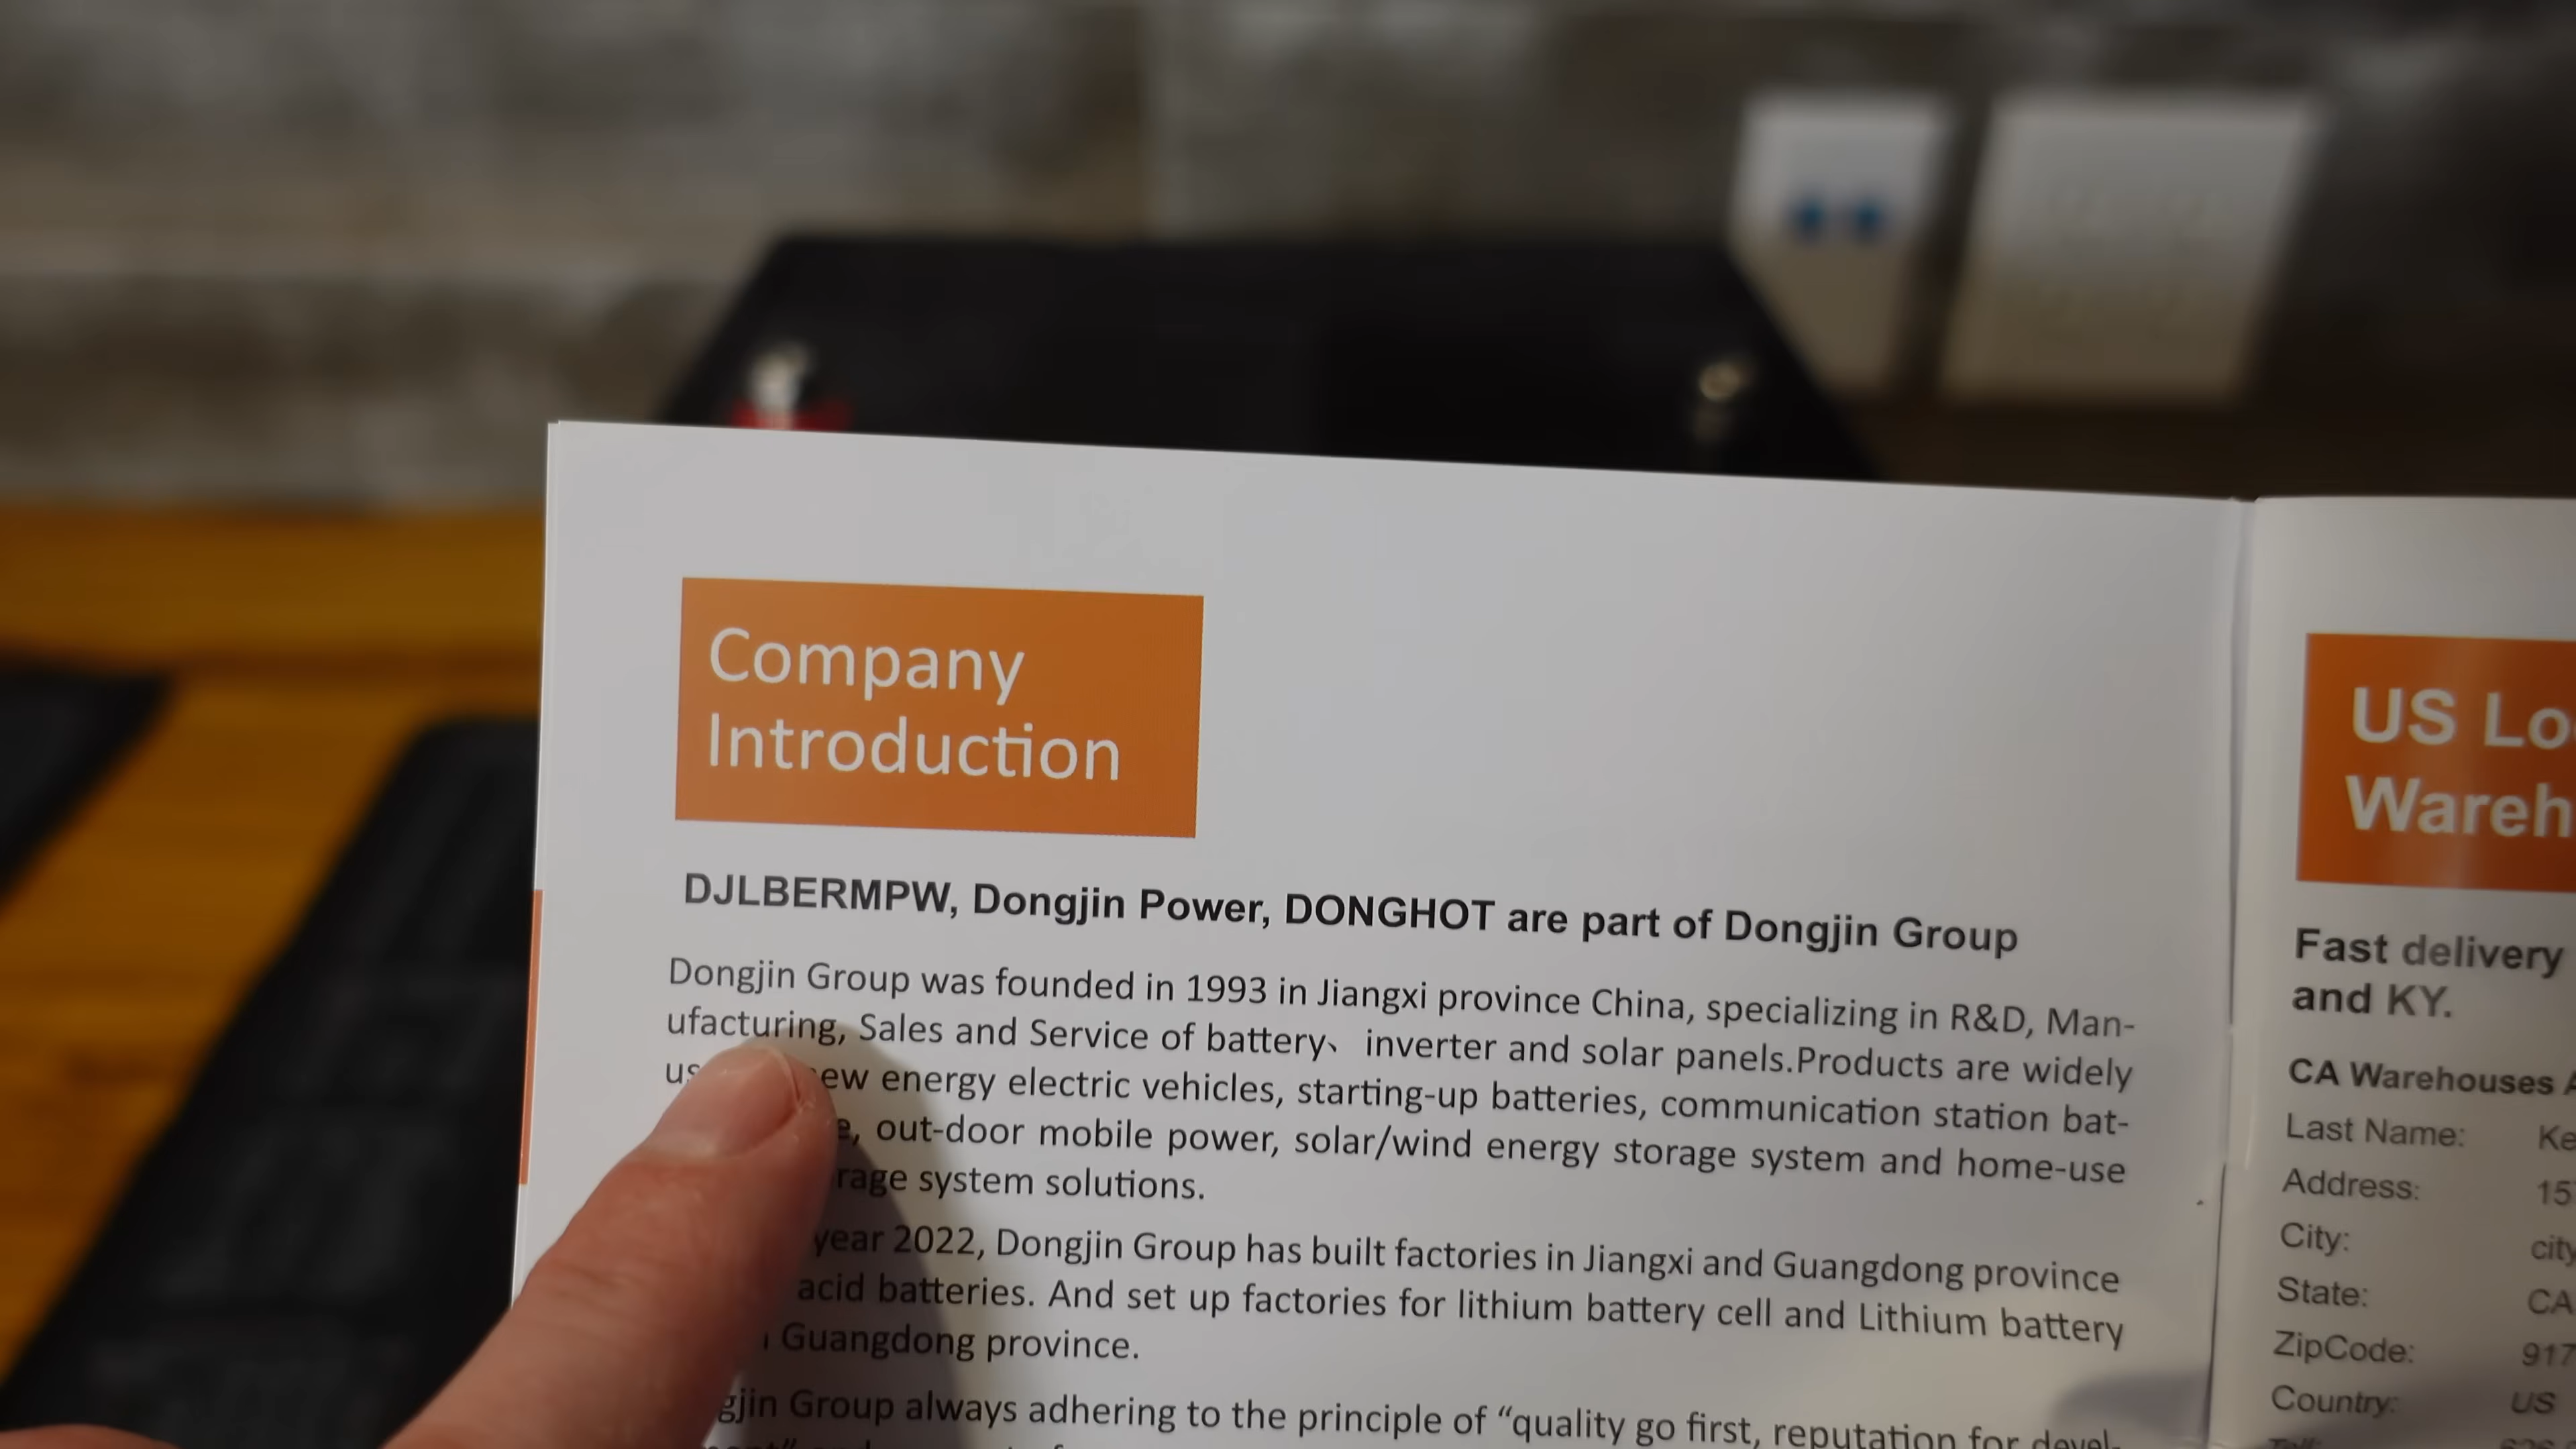 Company
Introduction
DJLBERMPW, Dongjin Power, DONGHOT are part of Dongjin Group
Dongjin Group was founded in 1993 in Jiangxi province China, specializing in R&D, Man-
ufacturing, Sales and Service of battery、 inverter and solar panels.Products are widely
energy electric vehicles, starting-up batteries, communication station bat-
out-door mobile power, solar/wind energy storage system and home-use
system solutions.
year 2022, Dongjin Group has built factories in Jiangxi and Guangdong province
acid batteries. And set up factories for lithium battery cell and Lithium battery
Guangdong province.
Group always adhering to the principle of “quality go first, reputation for devel-
US
Fast delivery
and KY.
CA Warehouses
Last Name:
Address:
City:
State: CA
ZipCode:
Country: US